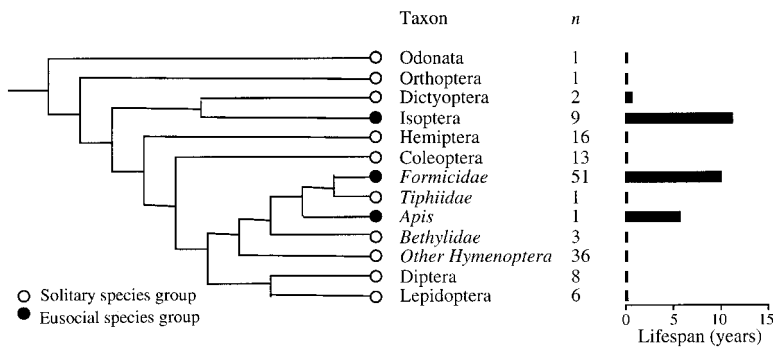 Taxon n
Odonata 1
Orthoptera 1
Dictyoptera 2
Isoptera 9
Hemiptera 16
Coleoptera 13
Formicidae 51
Tiphiidae 1
Apis 1
Bethylidae 3
Other Hymenoptera 36
Diptera 8
Lepidoptera 6
Solitary species group
Eusocial species group
0 5 10 15
Lifespan (years)